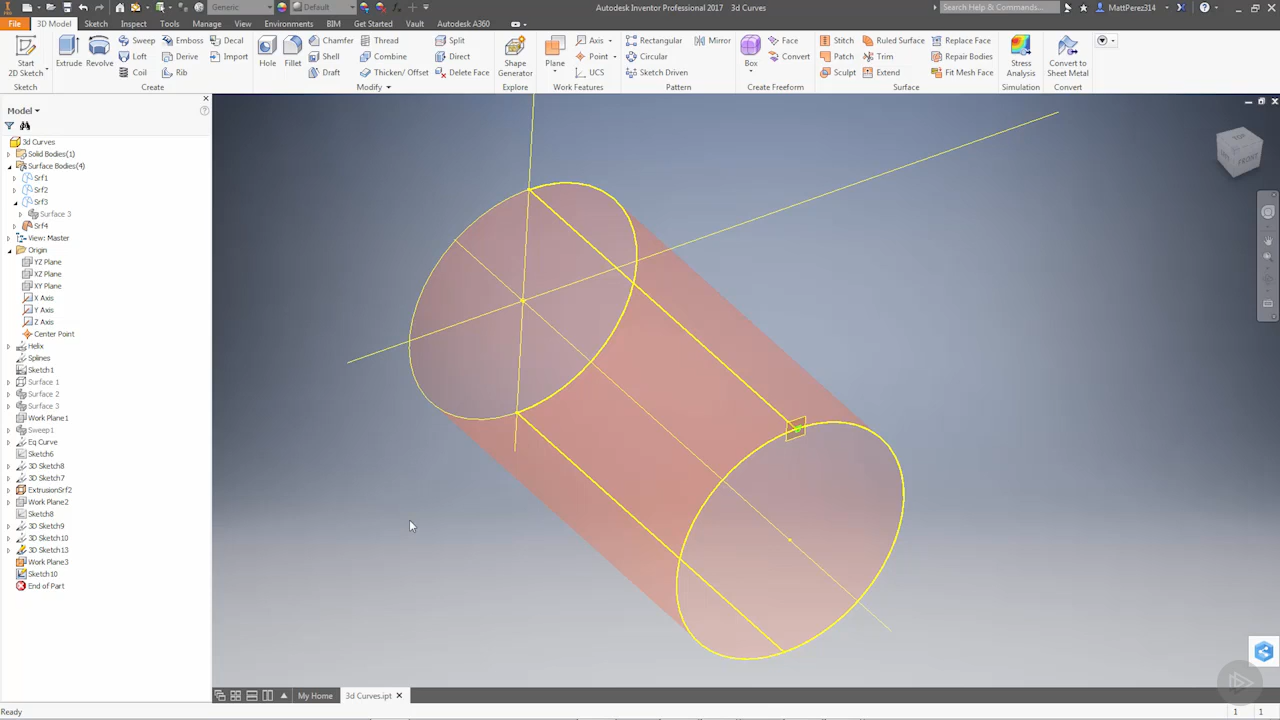 Generic
Default
Autodesk Inventor Professional 2017 3d Curves
Search Help & Commands...
MattPerez314
File
3D Model
Sketch
Inspect
Tools
Manage
View
Environments
BIM
Get Started
Vault
Autodesk A360
Start
2D Sketch
Extrude
Revolve
Sweep
Loft
Coil
Emboss
Derive
Rib
Decal
Import
Hole
Fillet
Chamfer
Shell
Draft
Thread
Combine
Thicken/ Offset
Split
Direct
Delete Face
Shape
Generator
Plane
Axis
Point
UCS
Rectangular
Circular
Sketch Driven
Mirror
Box
Face
Convert
Stitch
Patch
Sculpt
Ruled Surface
Trim
Extend
Replace Face
Repair Bodies
Fit Mesh Face
Stress
Analysis
Convert to
Sheet Metal
Sketch
Create
Modify
Explore
Work Features
Pattern
Create Freeform
Surface
Simulation
Convert
Model
3d Curves
Solid Bodies(1)
Surface Bodies(4)
Srf1
Srf2
Srf3
Surface 3
Srf4
View: Master
Origin
YZ Plane
XZ Plane
XY Plane
X Axis
Y Axis
Z Axis
Center Point
Helix
Splines
Sketch1
Surface 1
Surface 2
Surface 3
Work Plane1
Sweep1
Eq Curve
Sketch6
3D Sketch8
3D Sketch7
ExtrusionSrf2
Work Plane2
Sketch8
3D Sketch9
3D Sketch10
3D Sketch13
Work Plane3
Sketch10
End of Part
TOP
FRONT
My Home
3d Curves.ipt
Ready
1 1